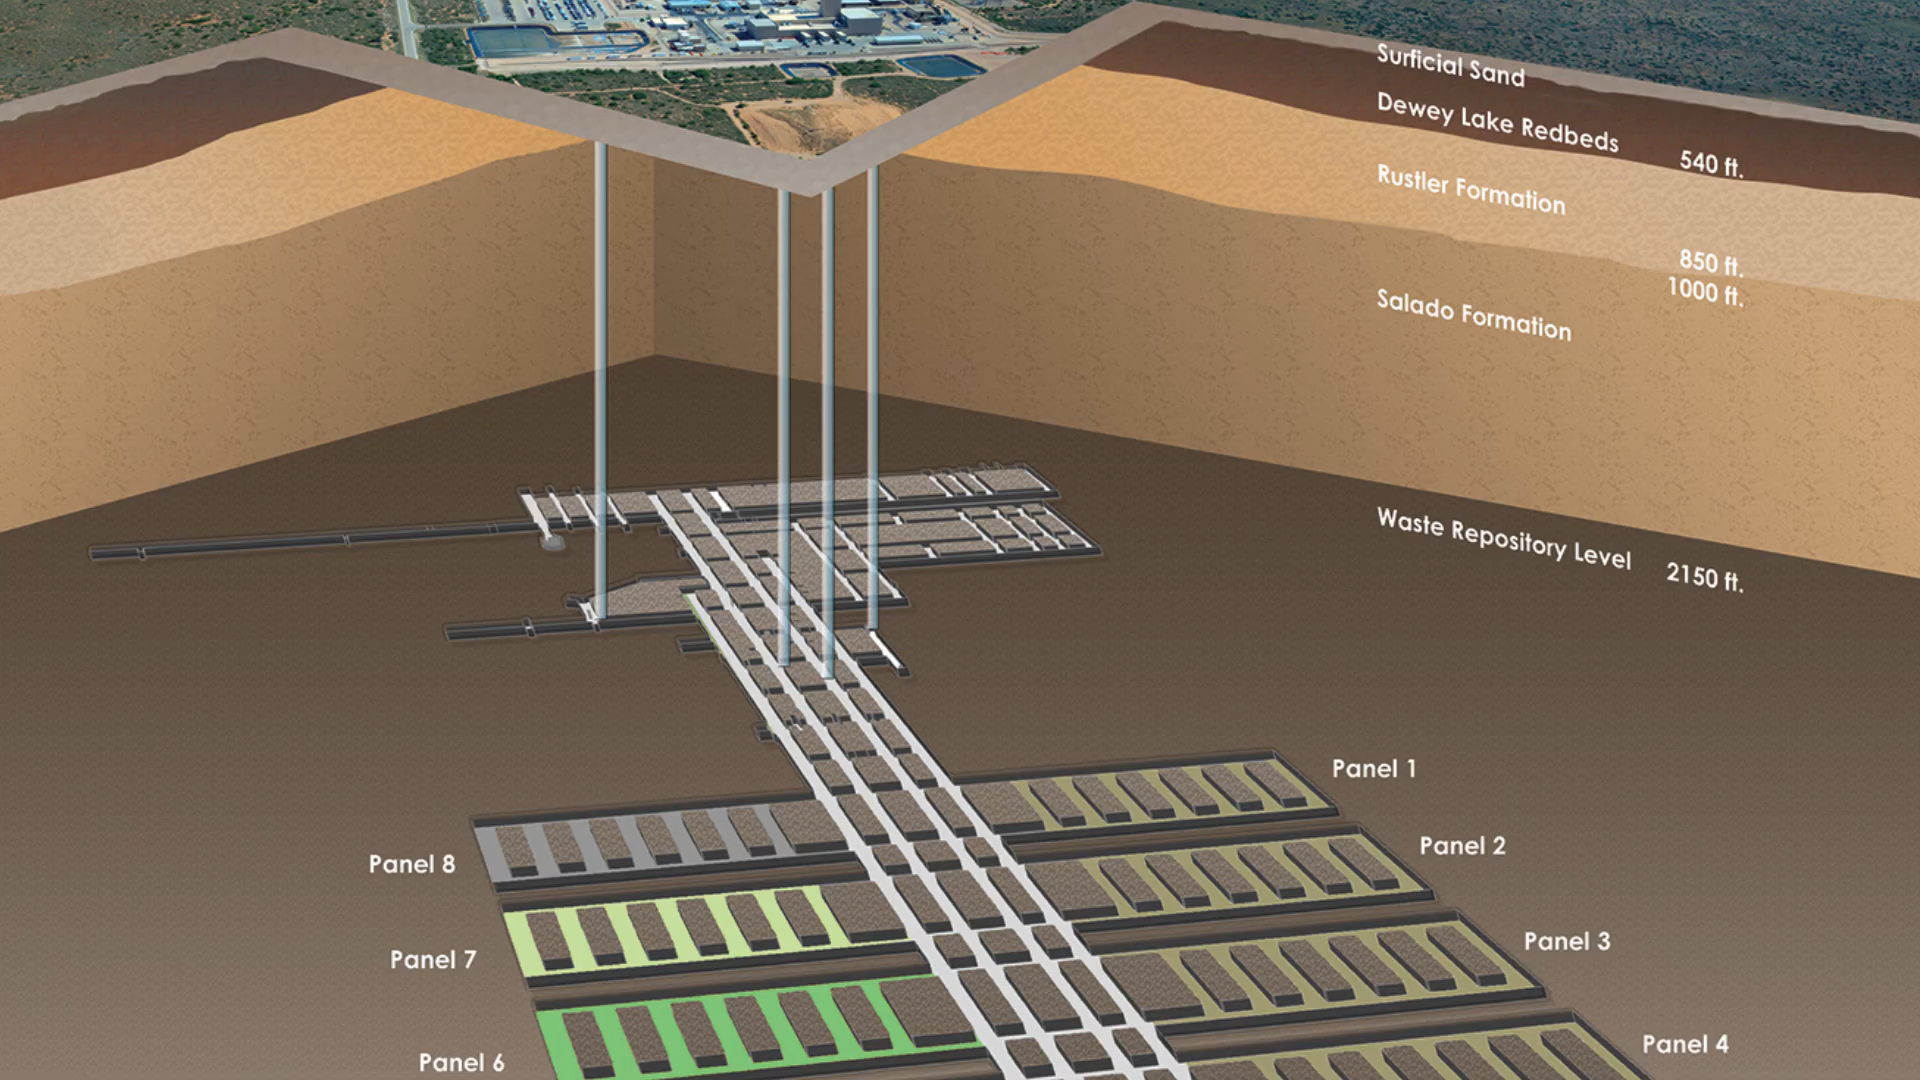 Surficial Sand
Dewey Lake Redbeds
540 ft.
Rustler Formation
850 ft.
1000 ft.
Salado Formation
Waste Repository Level
2150 ft.
Panel 1
Panel 2
Panel 8
Panel 3
Panel 7
Panel 4
Panel 6